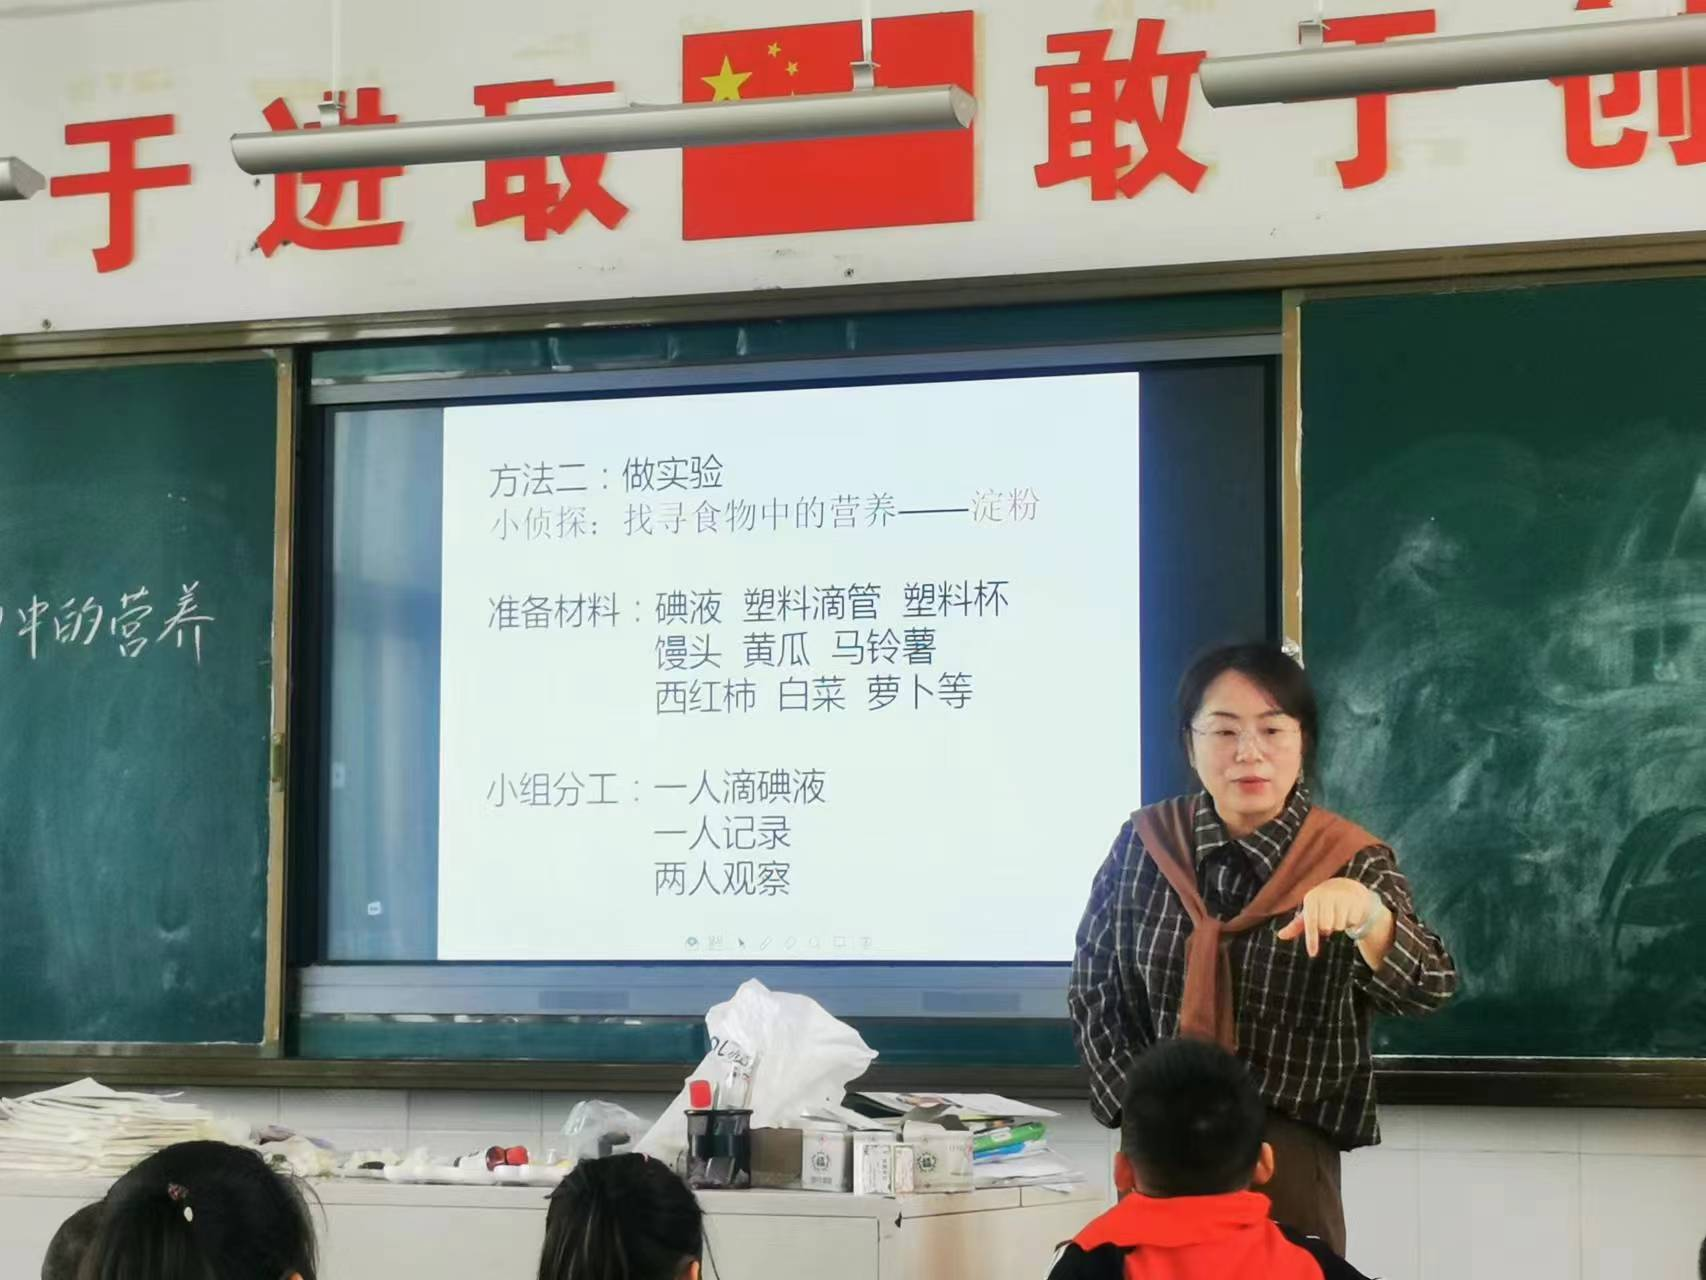 于进取 敢于创
中的营养
方法二：做实验
小侦探：找寻食物中的营养——淀粉
准备材料：碘液 塑料滴管 塑料杯
馒头 黄瓜 马铃薯
西红柿 白菜 萝卜等
小组分工：一人滴碘液
一人记录
两人观察